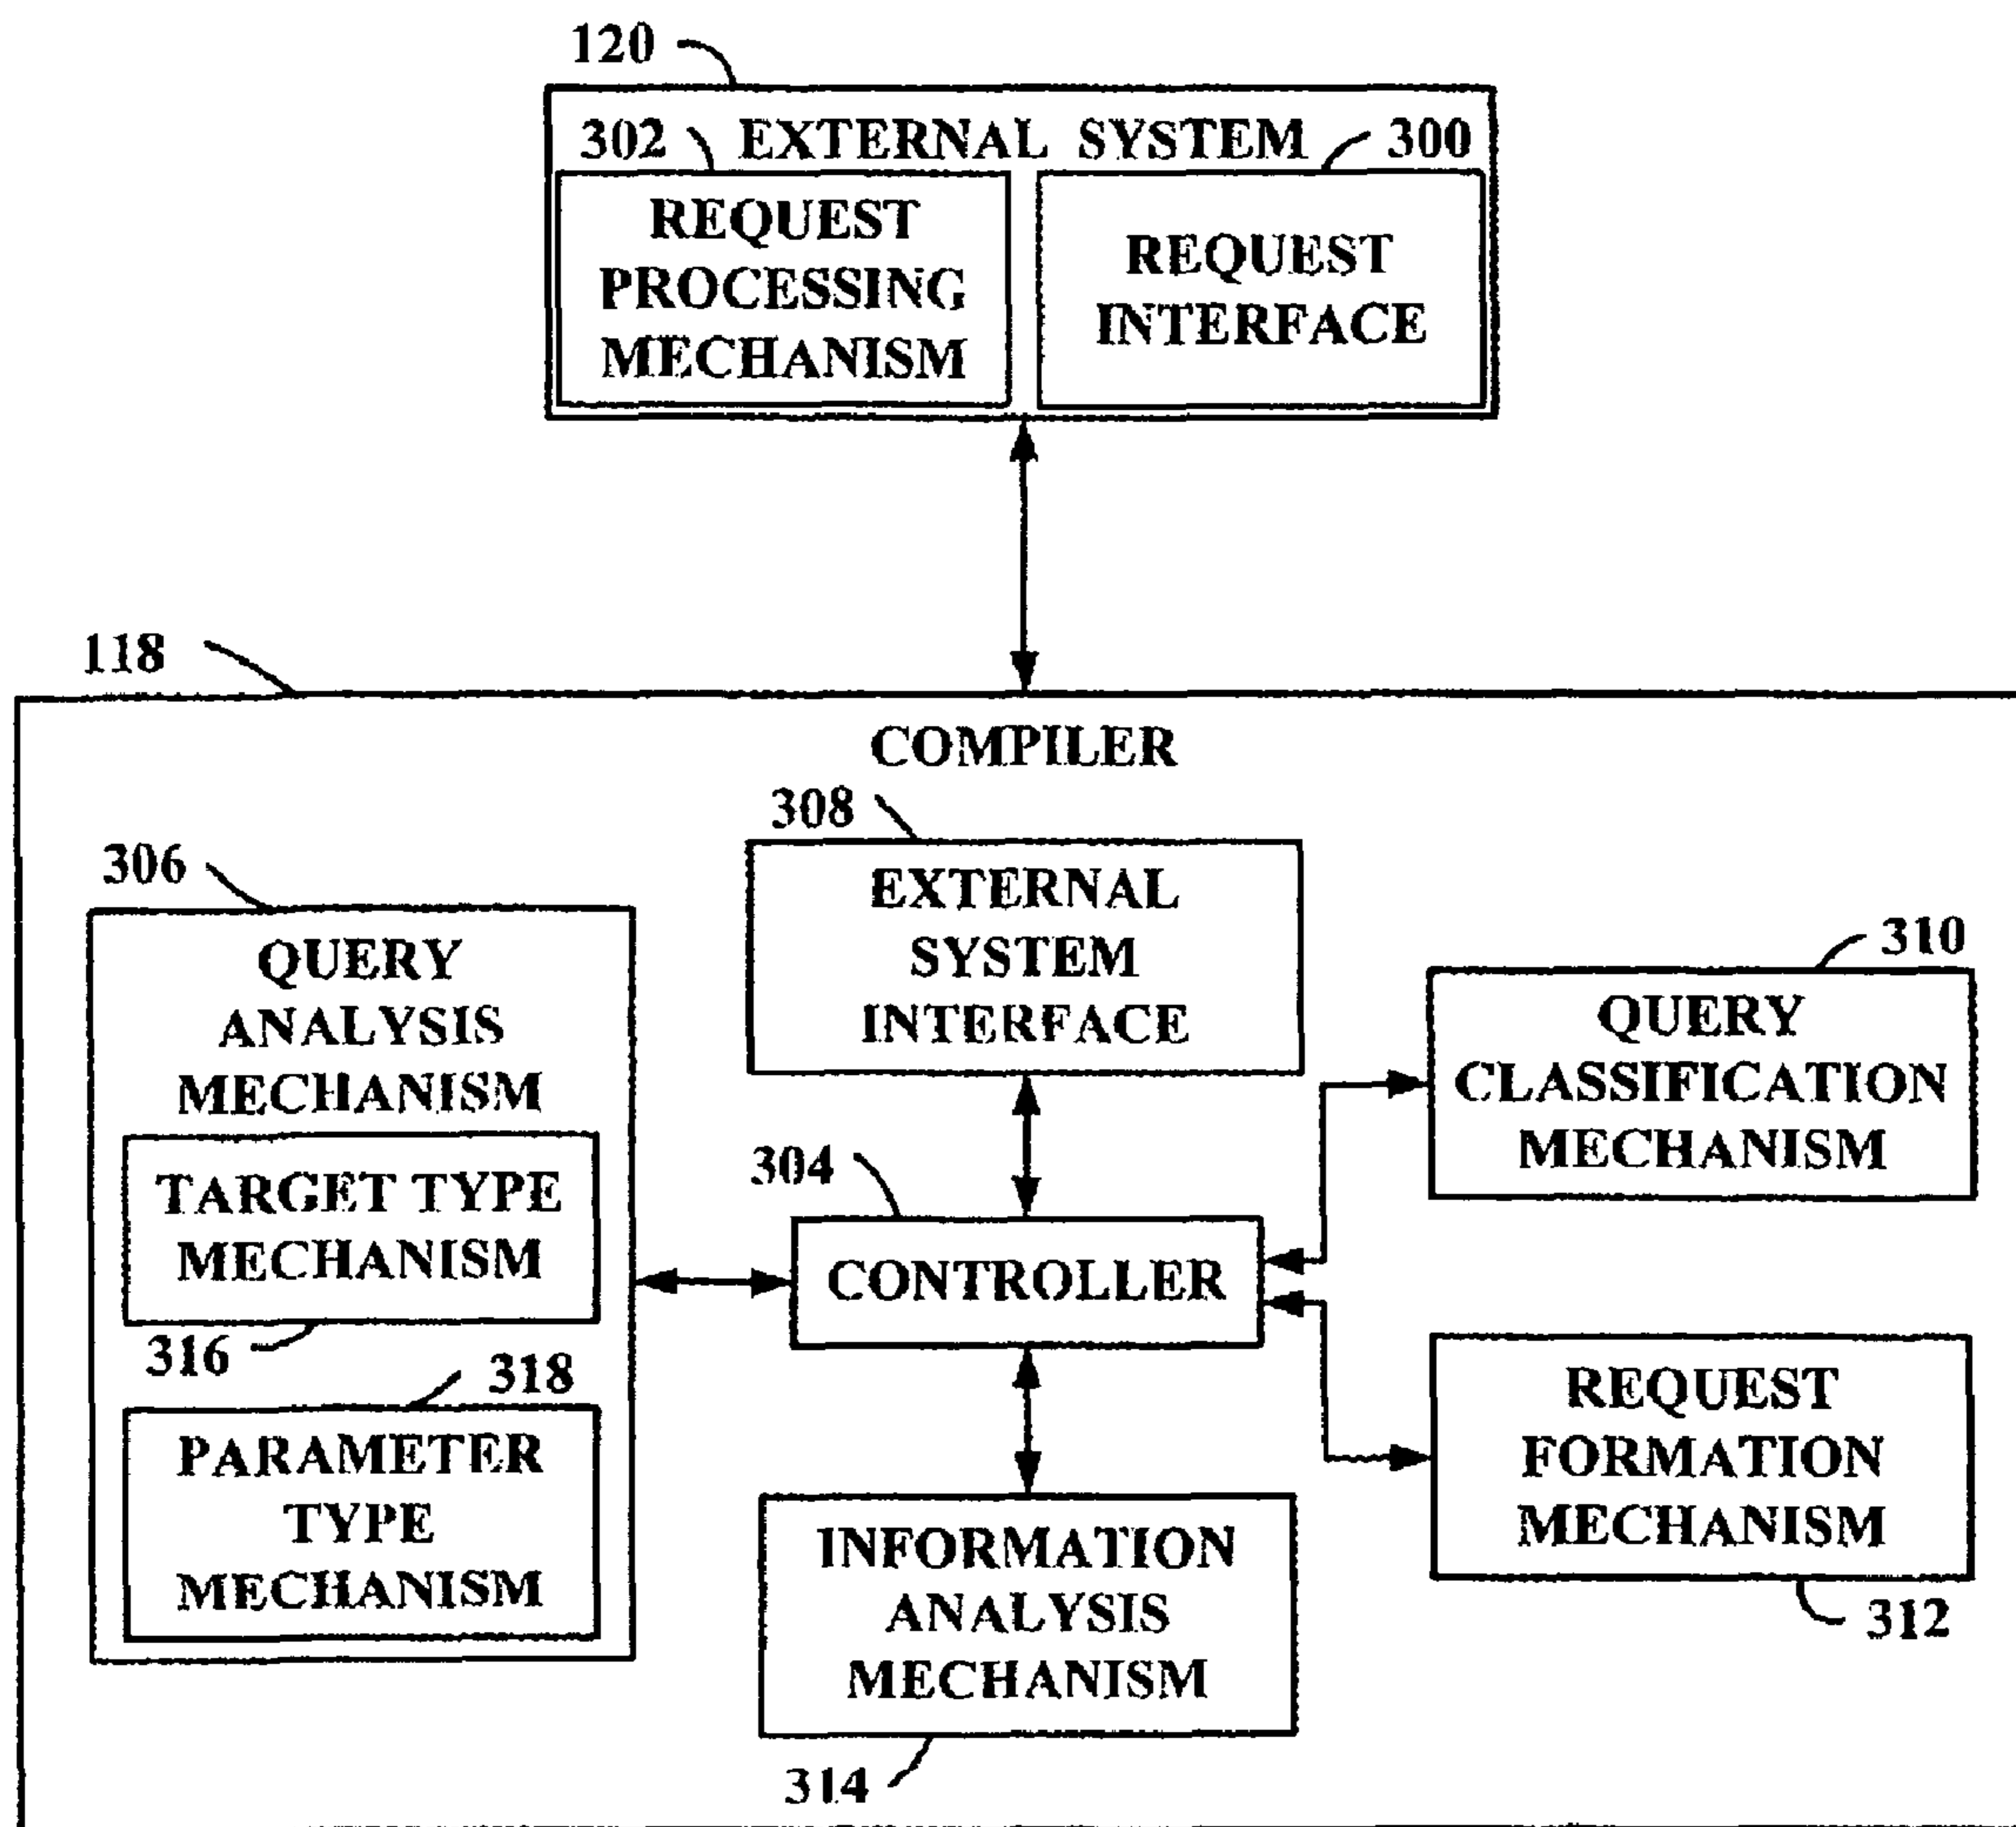 120
EXTERNAL SYSTEM
302
300
REQUEST
PROCESSING
MECHANISM
REQUEST
INTERFACE
118
COMPILER
308
EXTERNAL
SYSTEM
INTERFACE
306
QUERY
ANALYSIS
MECHANISM
TARGET TYPE
MECHANISM
316
318
PARAMETER
TYPE
MECHANISM
304
CONTROLLER
310
QUERY
CLASSIFICATION
MECHANISM
REQUEST
FORMATION
MECHANISM
312
INFORMATION
ANALYSIS
MECHANISM
314